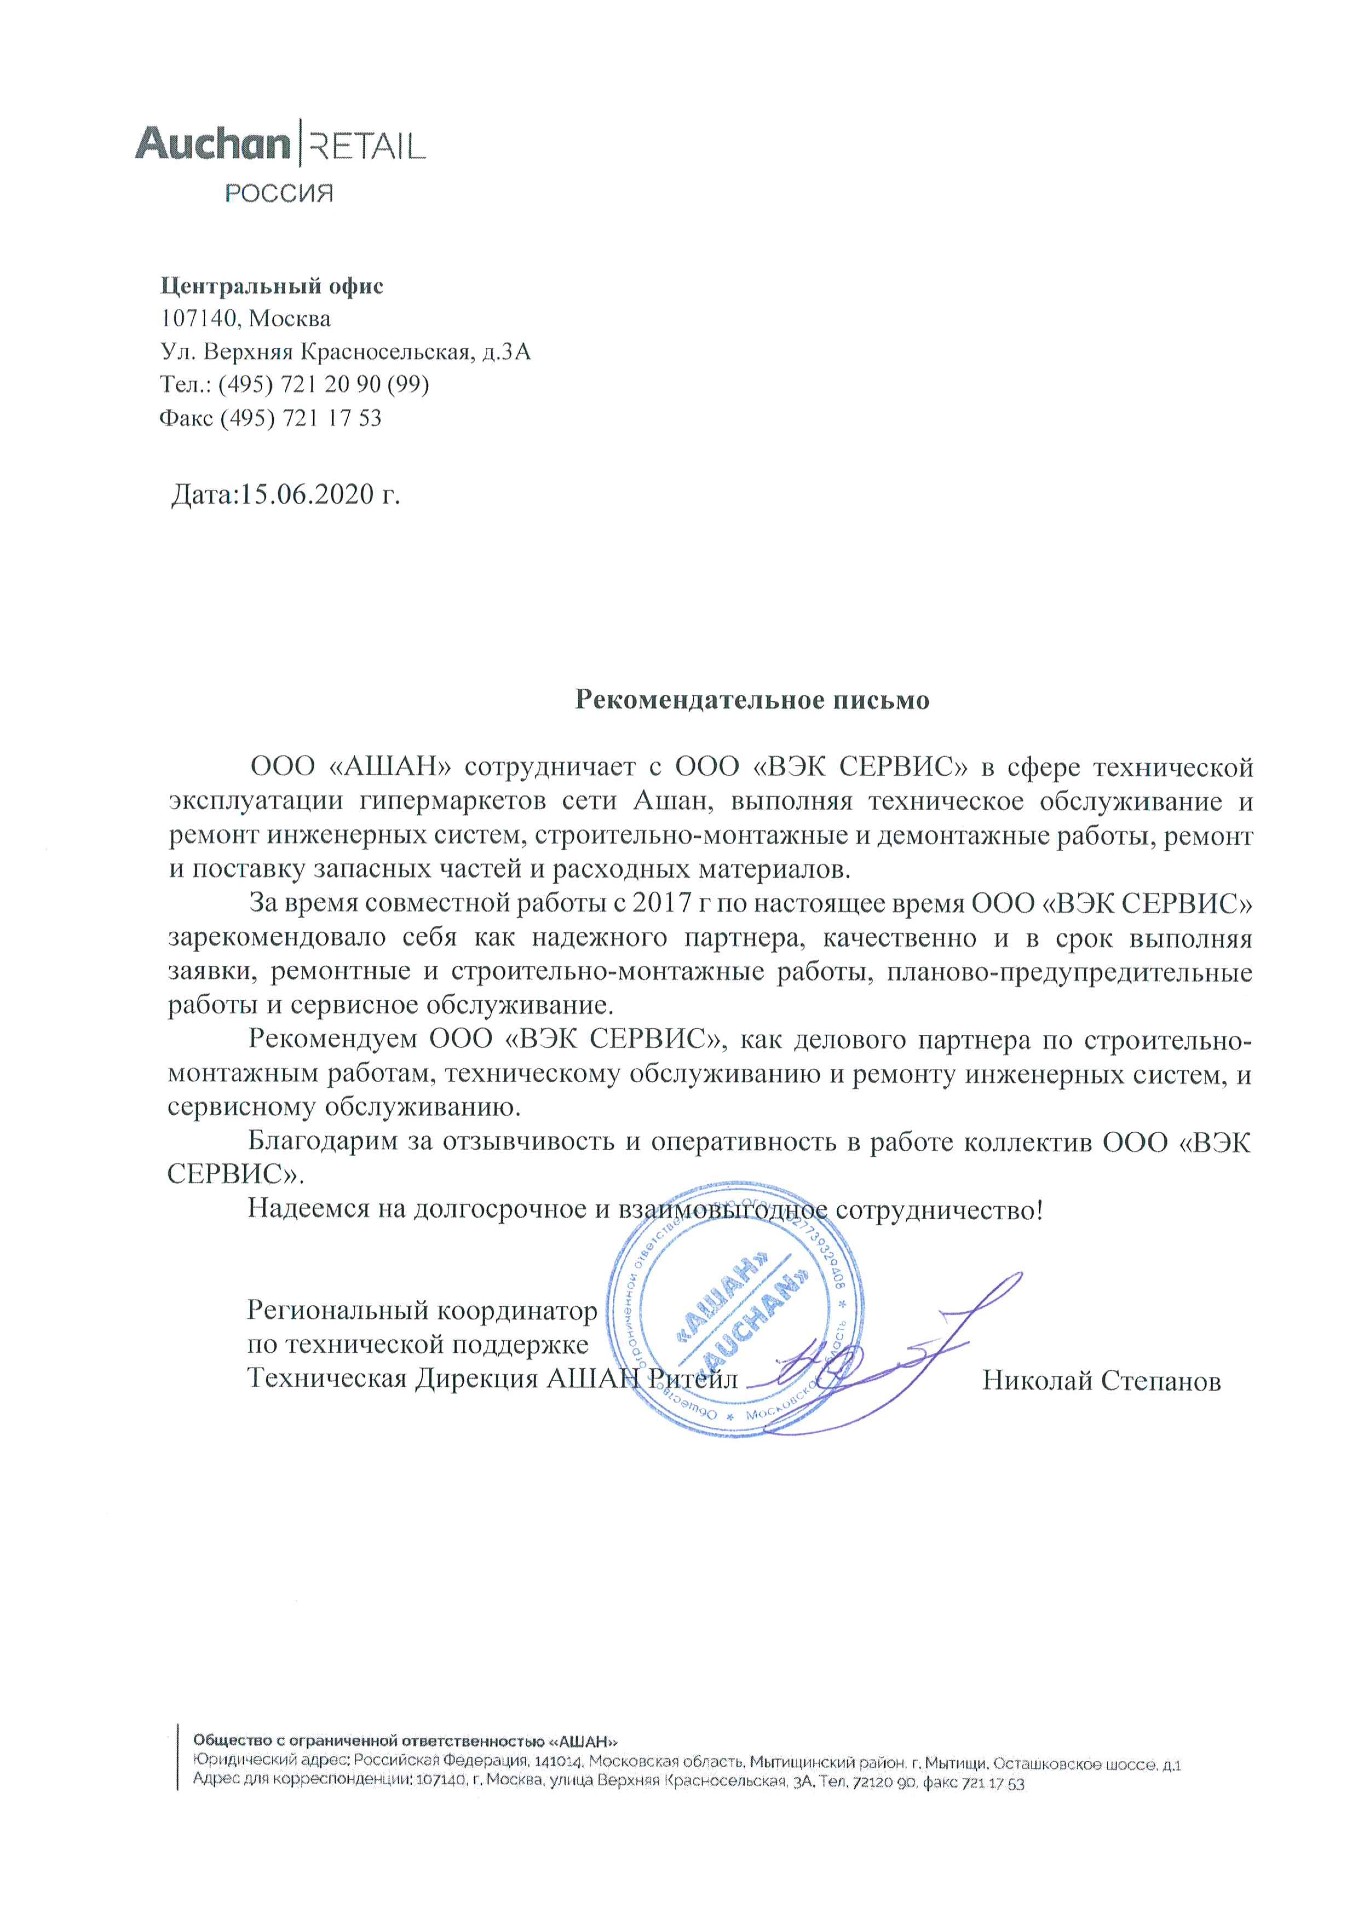 Auchan RETAIL
РОССИЯ
Центральный офис
107140, Москва
Ул. Верхняя Красносельская, д.3А
Тел.: (495) 721 20 90 (99)
Факс (495) 721 17 53
Дата:15.06.2020 г.
Рекомендательное письмо
ООО «АШАН» сотрудничает с ООО «ВЭК СЕРВИС» в сфере технической
эксплуатации гипермаркетов сети Ашан, выполняя техническое обслуживание и
ремонт инженерных систем, строительно-монтажные и демонтажные работы, ремонт
и поставку запасных частей и расходных материалов.
За время совместной работы с 2017 г по настоящее время ООО «ВЭК СЕРВИС»
зарекомендовало себя как надежного партнера, качественно и в срок выполняя
заявки, ремонтные и строительно-монтажные работы, планово-предупредительные
работы и сервисное обслуживание.
Рекомендуем ООО «ВЭК СЕРВИС», как делового партнера по строительно-
монтажным работам, техническому обслуживанию и ремонту инженерных систем, и
сервисному обслуживанию.
Благодарим за отзывчивость и оперативность в работе коллектив ООО «ВЭК
СЕРВИС».
Надеемся на долгосрочное и взаимовыгодное сотрудничество!
Региональный координатор
по технической поддержке
Техническая Дирекция АШАН Ритейл Николай Степанов
«АШАН»
«AUCHAN»
Общество с ограниченной ответственностью
Московская область
Общество с ограниченной ответственностью «АШАН»
Юридический адрес: Российская Федерация, 141014, Московская область, Мытищинский район, г. Мытищи, Осташковское шоссе, д.1
Адрес для корреспонденции: 107140, г. Москва, улица Верхняя Красносельская, 3А, Тел. 72120 90, факс 721 17 53